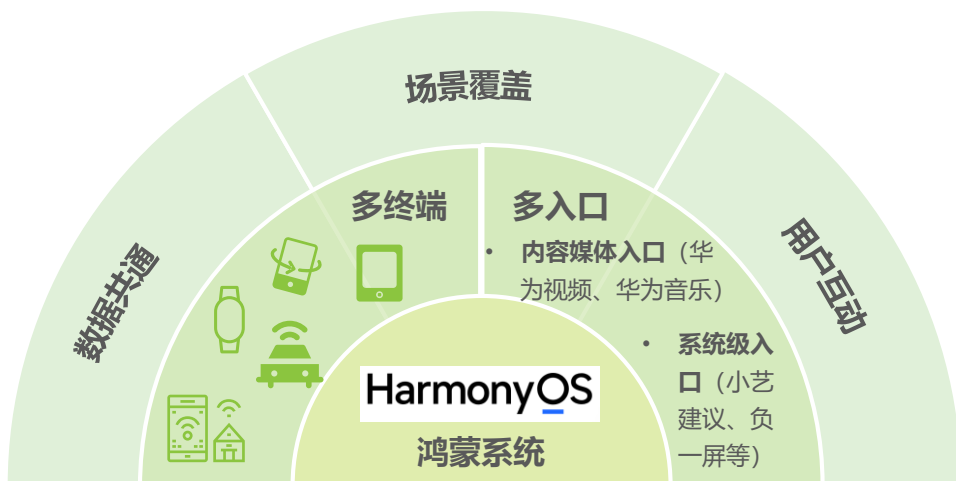 场景覆盖
数据共通
用户互动
多终端
多入口
• 内容媒体入口（华
为视频、华为音乐）
• 系统级入
口（小艺
建议、负
一屏等）
HarmonyOS
鸿蒙系统